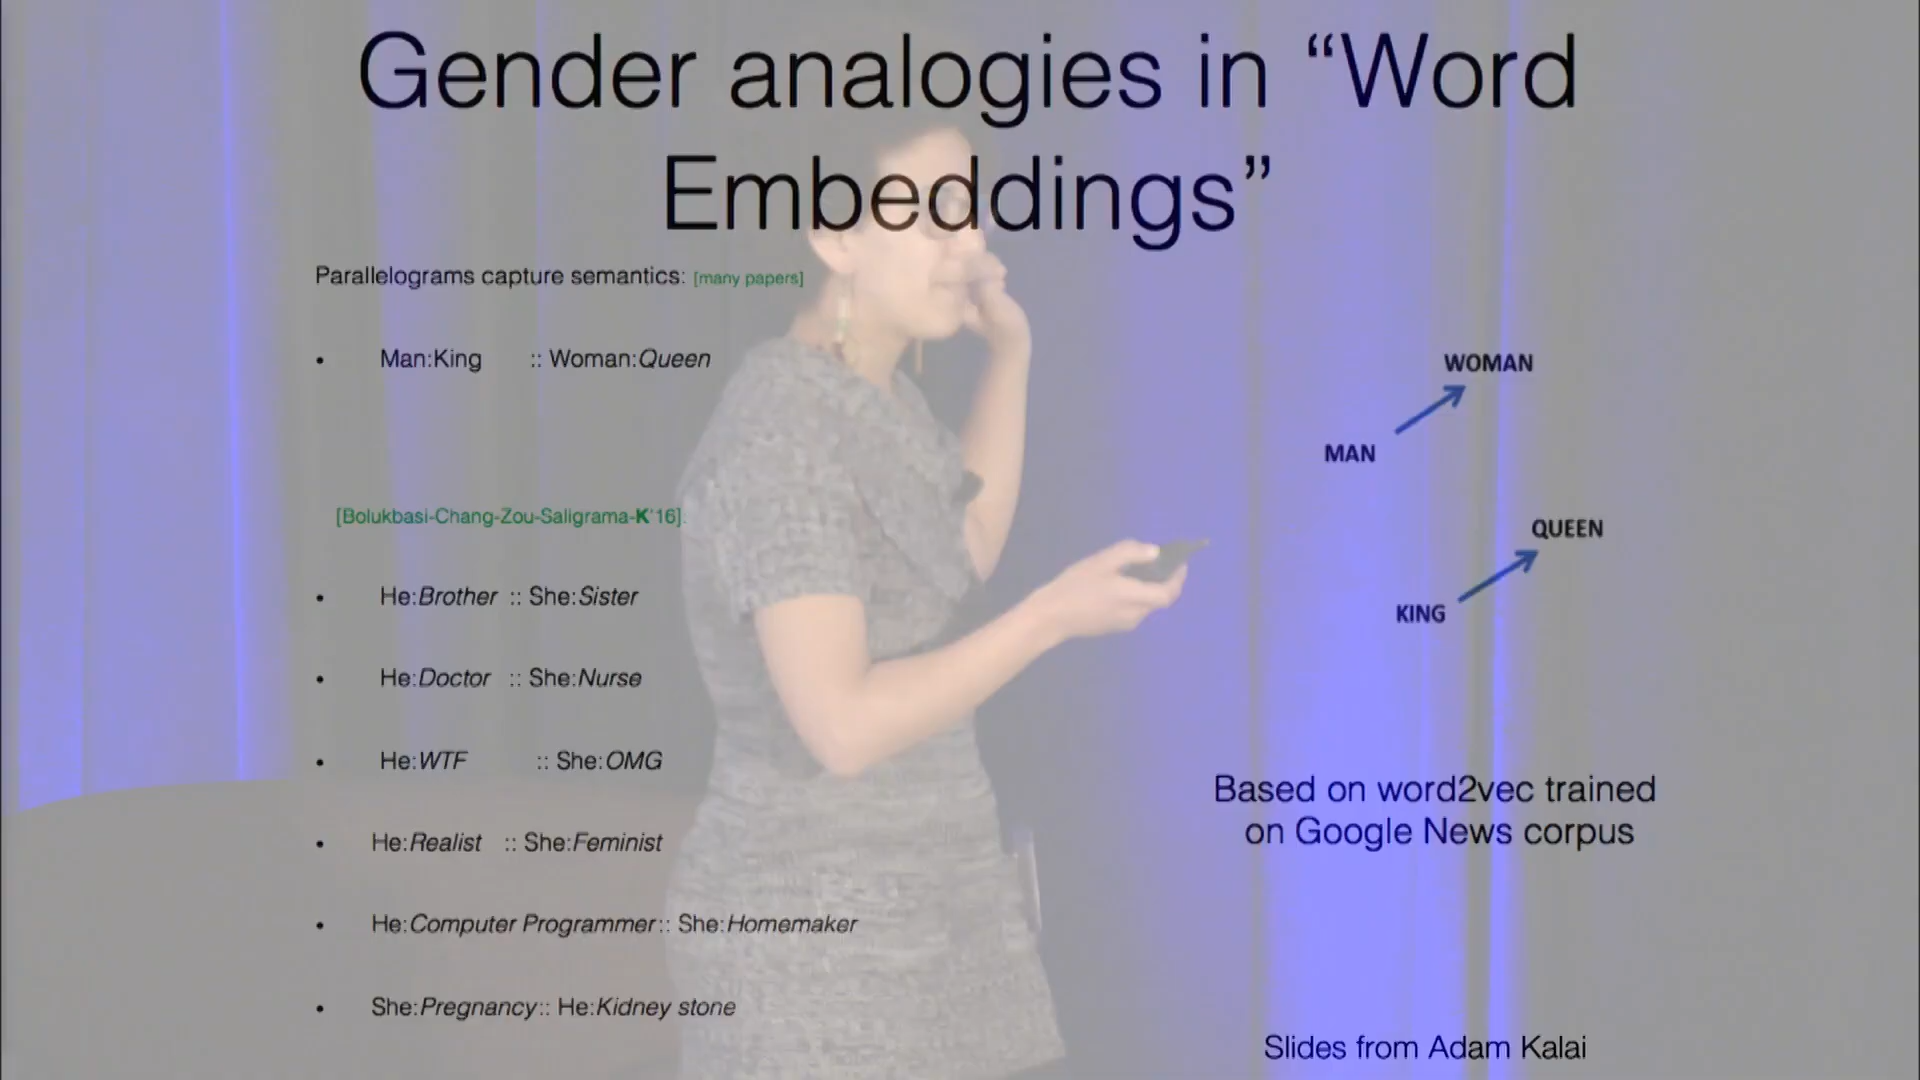 Gender analogies in “Word
Embeddings”
Parallelograms capture semantics: [many papers]
• Man:King :: Woman:Queen
[Bolukbasi-Chang-Zou-Saligrama-K'16].
• He:Brother :: She:Sister
• He:Doctor :: She:Nurse
• He:WTF :: She:OMG
• He:Realist :: She:Feminist
• He:Computer Programmer:: She:Homemaker
• She:Pregnancy:: He:Kidney stone
WOMAN
MAN
QUEEN
KING
Based on word2vec trained
on Google News corpus
Slides from Adam Kalai